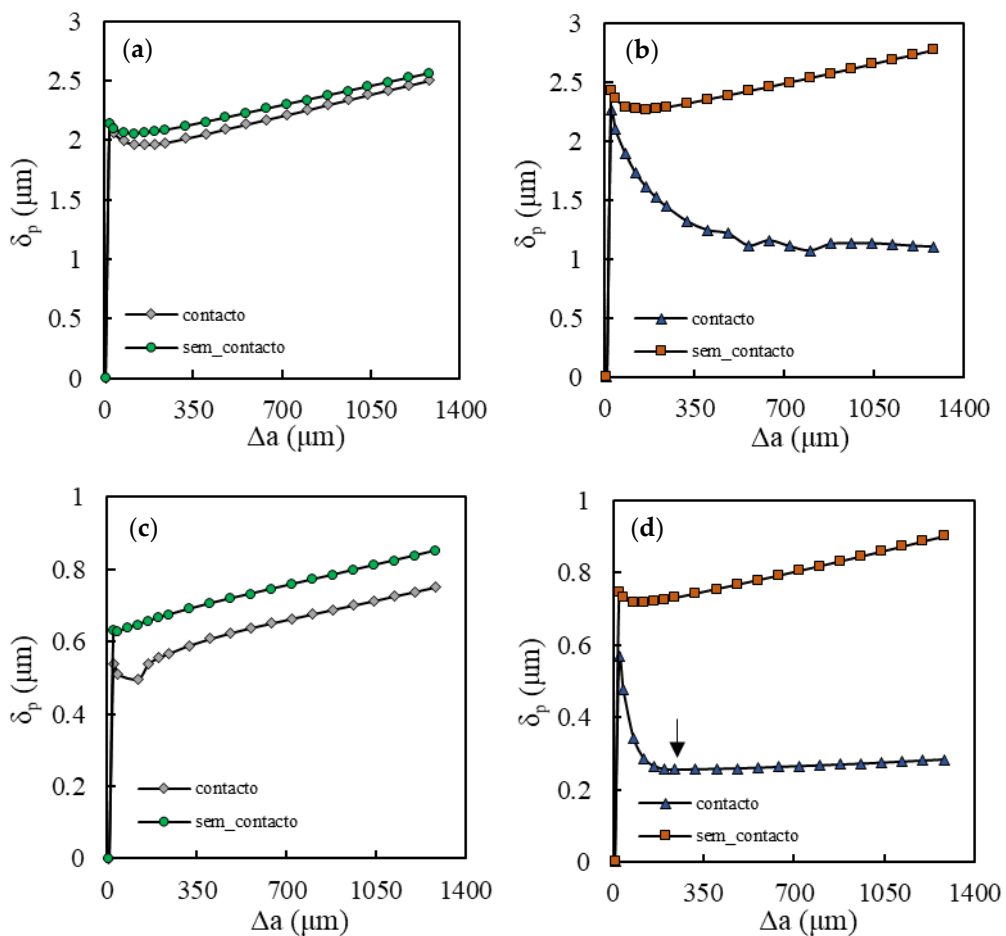 (a)
3
2.5
2
1.5
1
0.5
0
δp (μm)
contacto
sem_contacto
0 350 700 1050 1400
Δa (μm)
(b)
3
2.5
2
1.5
1
0.5
0
δp (μm)
contacto
sem_contacto
0 350 700 1050 1400
Δa (μm)
(c)
1
0.8
0.6
0.4
0.2
0
δp (μm)
contacto
sem_contacto
0 350 700 1050 1400
Δa (μm)
(d)
1
0.8
0.6
0.4
0.2
0
δp (μm)
contacto
sem_contacto
0 350 700 1050 1400
Δa (μm)